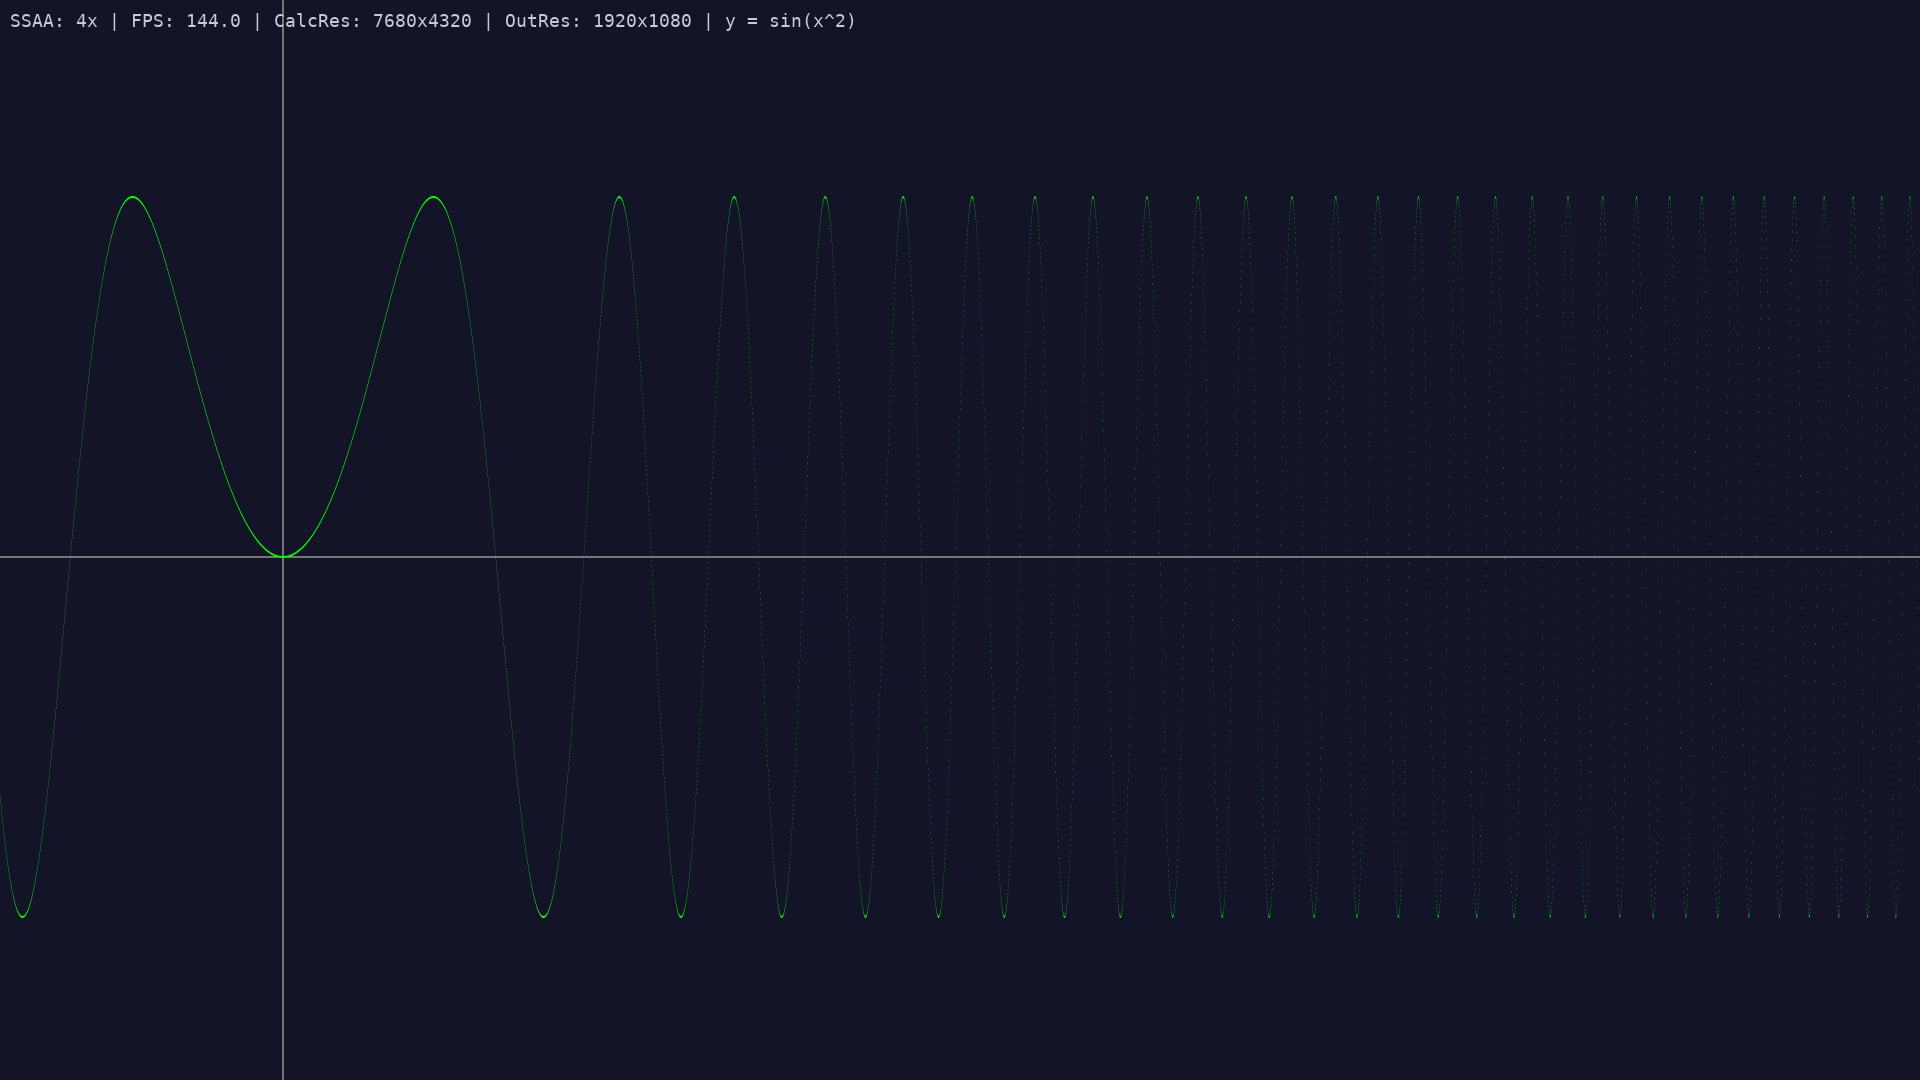 SSAA: 4x | FPS: 144.0 | CalcRes: 7680x4320 | OutRes: 1920x1080 | y = sin(x^2)